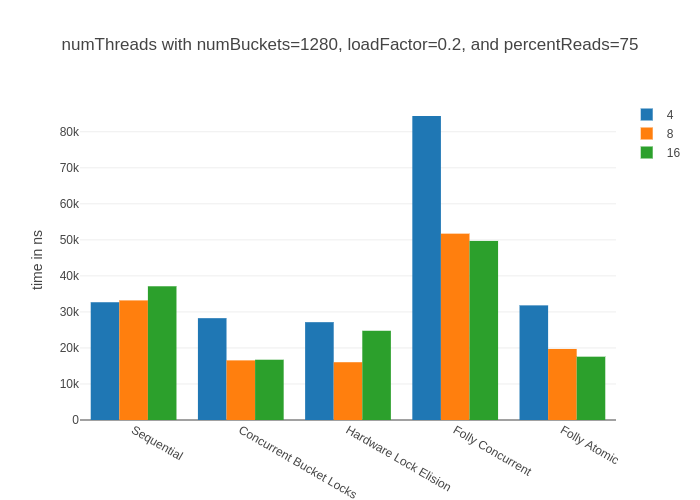 numThreads with numBuckets=1280, loadFactor=0.2, and percentReads=75
4
8
16
time in ns
80k
70k
60k
50k
40k
30k
20k
10k
0
Sequential
Concurrent Bucket Locks
Hardware Lock Elision
Folly Concurrent
Folly Atomic